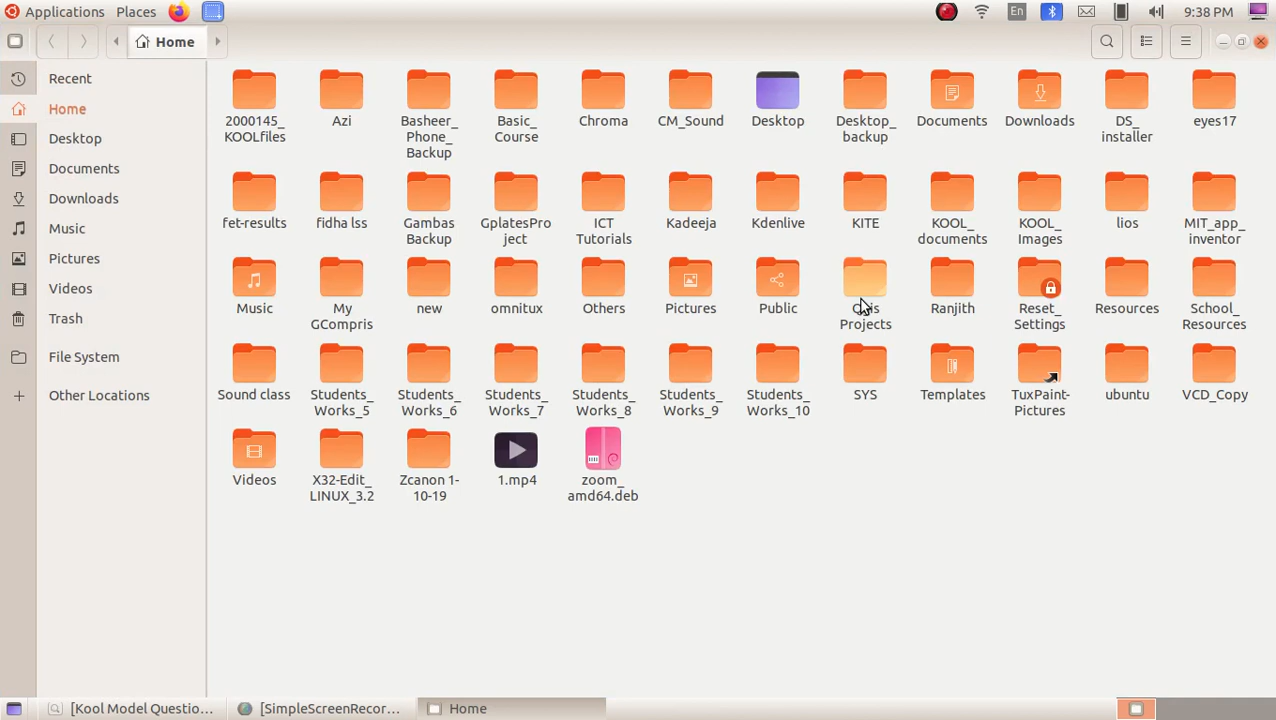 Applications Places En 9:38 PM
Home
Recent
Home
Desktop
Documents
Downloads
Music
Pictures
Videos
Trash
File System
Other Locations
2000145_
KOOLfiles
Azi
Basheer_
Phone_
Backup
Basic_
Course
Chroma
CM_Sound
Desktop
Desktop_
backup
Documents
Downloads
DS_
installer
eyes17
fet-results
fidha lss
Gambas
Backup
GplatesPro
ject
ICT
Tutorials
Kadeeja
Kdenlive
KITE
KOOL_
documents
KOOL_
Images
lios
MIT_app_
inventor
Music
My
GCompris
new
omnitux
Others
Pictures
Public
Projects
Ranjith
Reset_
Settings
Resources
School_
Resources
Sound class
Students_
Works_5
Students_
Works_6
Students_
Works_7
Students_
Works_8
Students_
Works_9
Students_
Works_10
SYS
Templates
TuxPaint-
Pictures
ubuntu
VCD_Copy
Videos
X32-Edit_
LINUX_3.2
Zcanon 1-
10-19
1.mp4
zoom_
amd64.deb
[Kool Model Questio... [SimpleScreenRecor... Home